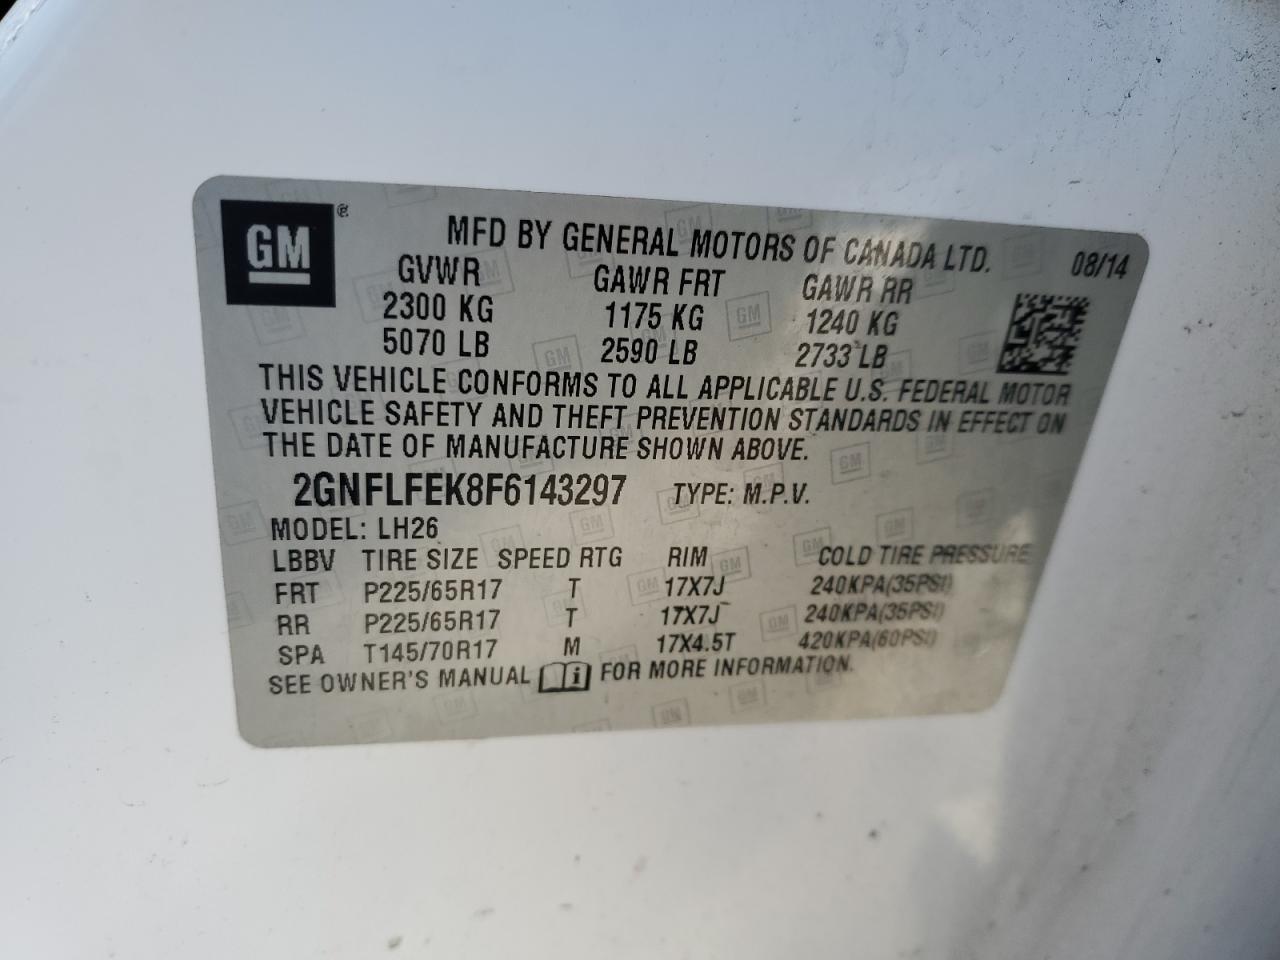 GM
MFD BY GENERAL MOTORS OF CANADA LTD. 08/14
GVWR GAWR FRT GAWR RR
2300 KG 1175 KG 1240 KG
5070 LB 2590 LB 2733 LB
THIS VEHICLE CONFORMS TO ALL APPLICABLE U.S. FEDERAL MOTOR
VEHICLE SAFETY AND THEFT PREVENTION STANDARDS IN EFFECT ON
THE DATE OF MANUFACTURE SHOWN ABOVE.
2GNFLFEK8F6143297 TYPE: M.P.V.
MODEL: LH26
LBBV TIRE SIZE SPEED RTG RIM COLD TIRE PRESSURE
FRT P225/65R17 T 17X7J 240KPA(35PSI)
RR P225/65R17 T 17X7J 240KPA(35PSI)
SPA T145/70R17 M 17X4.5T 420KPA(60PSI)
SEE OWNER'S MANUAL i FOR MORE INFORMATION.